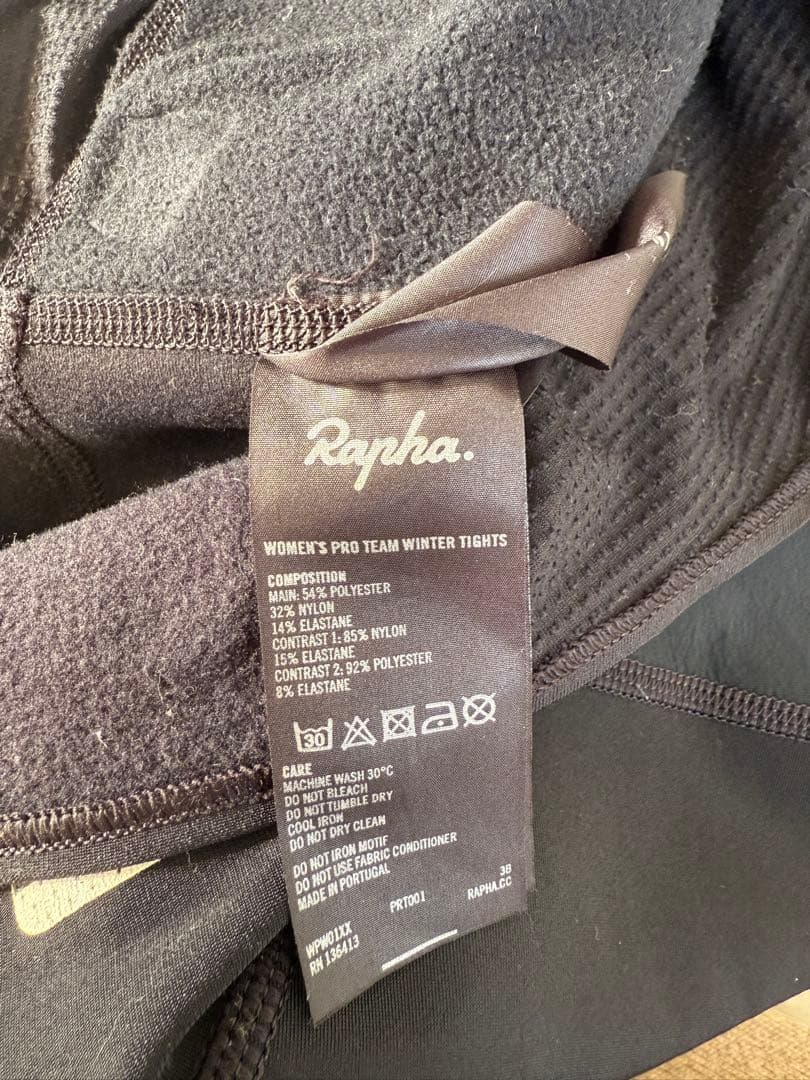 Rapha.
WOMEN'S PRO TEAM WINTER TIGHTS
COMPOSITION
MAIN: 54% POLYESTER
32% NYLON
14% ELASTANE
CONTRAST 1: 85% NYLON
15% ELASTANE
CONTRAST 2: 92% POLYESTER
8% ELASTANE
30
CARE
MACHINE WASH 30°C
DO NOT BLEACH
DO NOT TUMBLE DRY
COOL IRON
DO NOT DRY CLEAN
DO NOT IRON MOTIF
DO NOT USE FABRIC CONDITIONER
MADE IN PORTUGAL
3B
PRT001
RAPHA.CC
WPW01XX
RN 136413